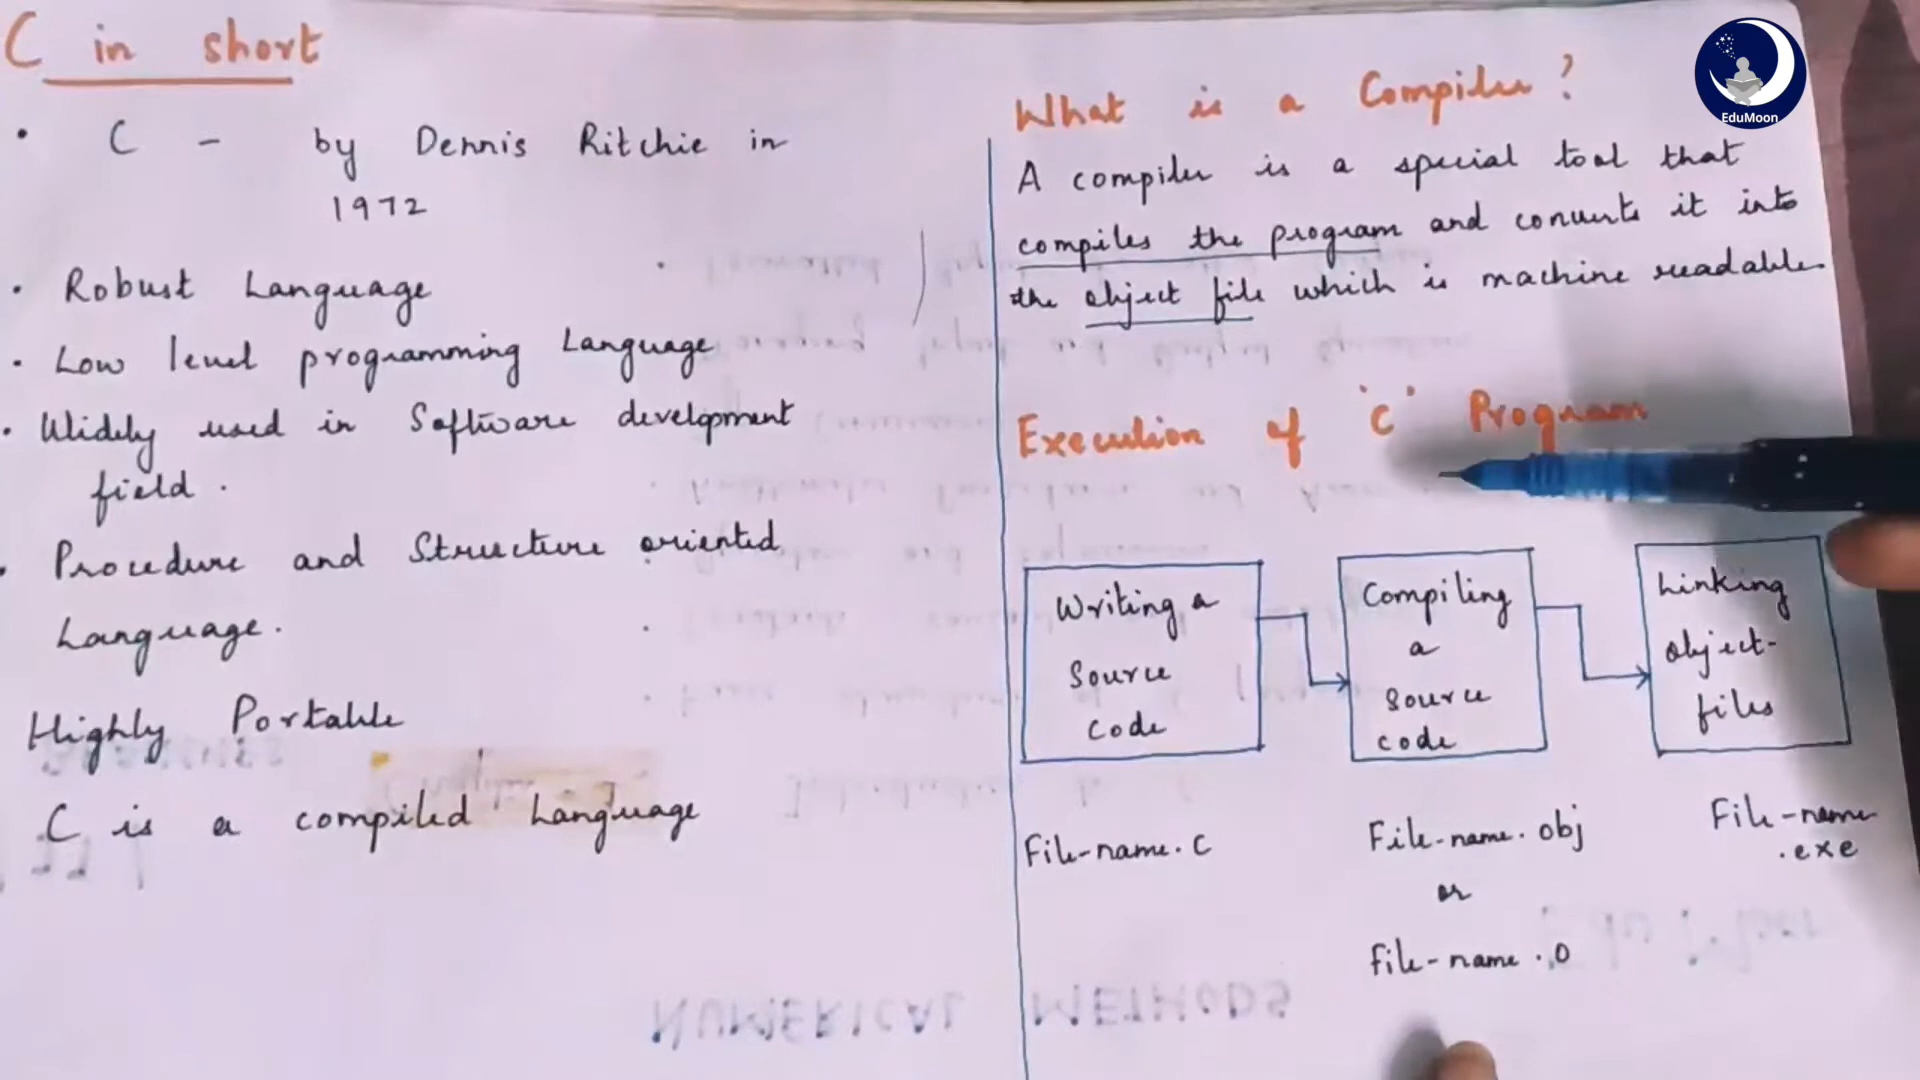 C in short
• C - by Dennis Ritchie in
1972
• Robust Language
• Low level programming Language
• Widely used in Software development
field.
• Procedure and Structure oriented
Language.
Highly Portable
C is a compiled Language
What is a Compiler?
A compiler is a special tool that
compiles the program and converts it into
the object file which is machine readable
Execution of 'C' Program
Writing a
Source
Code
Compiling
a
Source
code
Linking
object-
files
File-name.C
File-name.obj
or
file-name.o
File-name
.exe
NUMERICAL METHODS
EduMoon